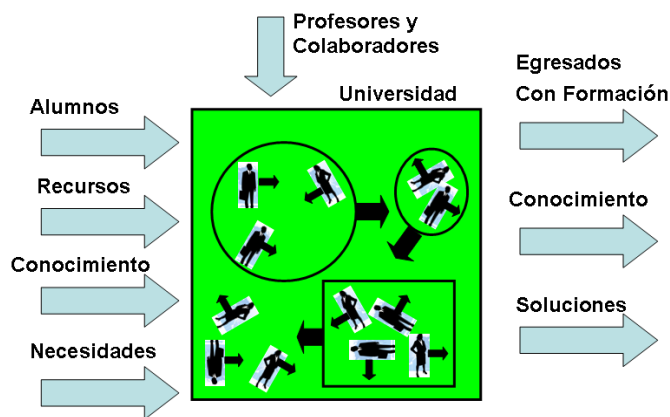 Profesores y
Colaboradores
Universidad
Egresados
Con Formación
Alumnos
Recursos
Conocimiento
Conocimiento
Soluciones
Necesidades